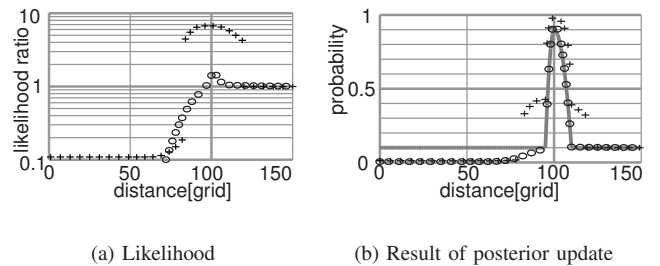 10
1
0.1
likelihood ratio
0
50
100
150
distance[grid]
(a) Likelihood
1
0.5
0
probability
0
50
100
150
distance[grid]
(b) Result of posterior update